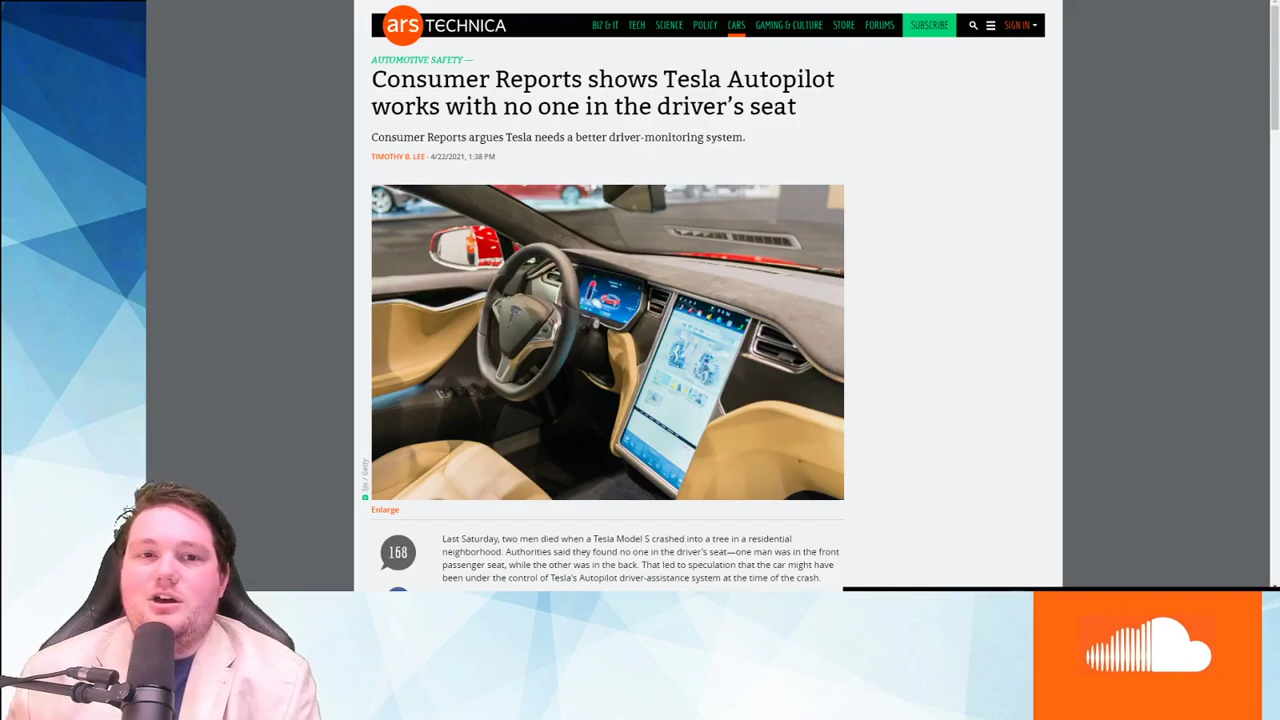 ars TECHNICA
BIZ & IT TECH SCIENCE POLICY CARS GAMING & CULTURE STORE FORUMS SUBSCRIBE SIGN IN
AUTOMOTIVE SAFETY —
Consumer Reports shows Tesla Autopilot
works with no one in the driver's seat
Consumer Reports argues Tesla needs a better driver-monitoring system.
TIMOTHY B. LEE - 4/22/2021, 1:38 PM
Sjo / Getty
Enlarge
168
Last Saturday, two men died when a Tesla Model S crashed into a tree in a residential
neighborhood. Authorities said they found no one in the driver's seat—one man was in the front
passenger seat, while the other was in the back. That led to speculation that the car might have
been under the control of Tesla's Autopilot driver-assistance system at the time of the crash.